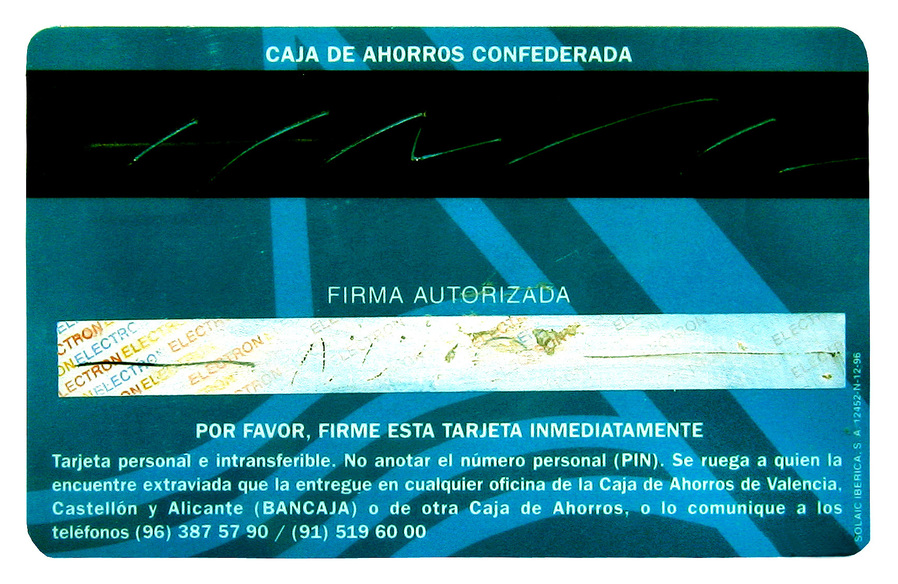 CAJA DE AHORROS CONFEDERADA
FIRMA AUTORIZADA
ELECTRON ELECTRON ELECTRON
POR FAVOR, FIRME ESTA TARJETA INMEDIATAMENTE
Tarjeta personal e intransferible. No anotar el número personal (PIN). Se ruega a quien la
encuentre extraviada que la entregue en cualquier oficina de la Caja de Ahorros de Valencia,
Castellón y Alicante (BANCAJA) o de otra Caja de Ahorros, o lo comunique a los
teléfonos (96) 387 57 90 / (91) 519 60 00
SOLAIC IBERICA, S. A. 12452-N-12-96